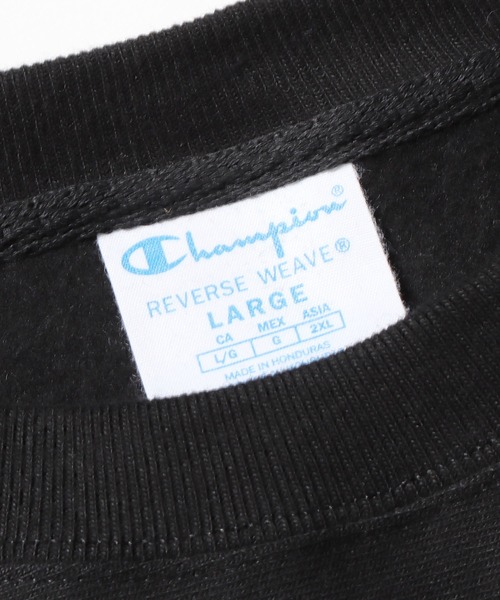 Champion®
REVERSE WEAVE®
LARGE
CA MEX ASIA
L/G G 2XL
MADE IN HONDURAS